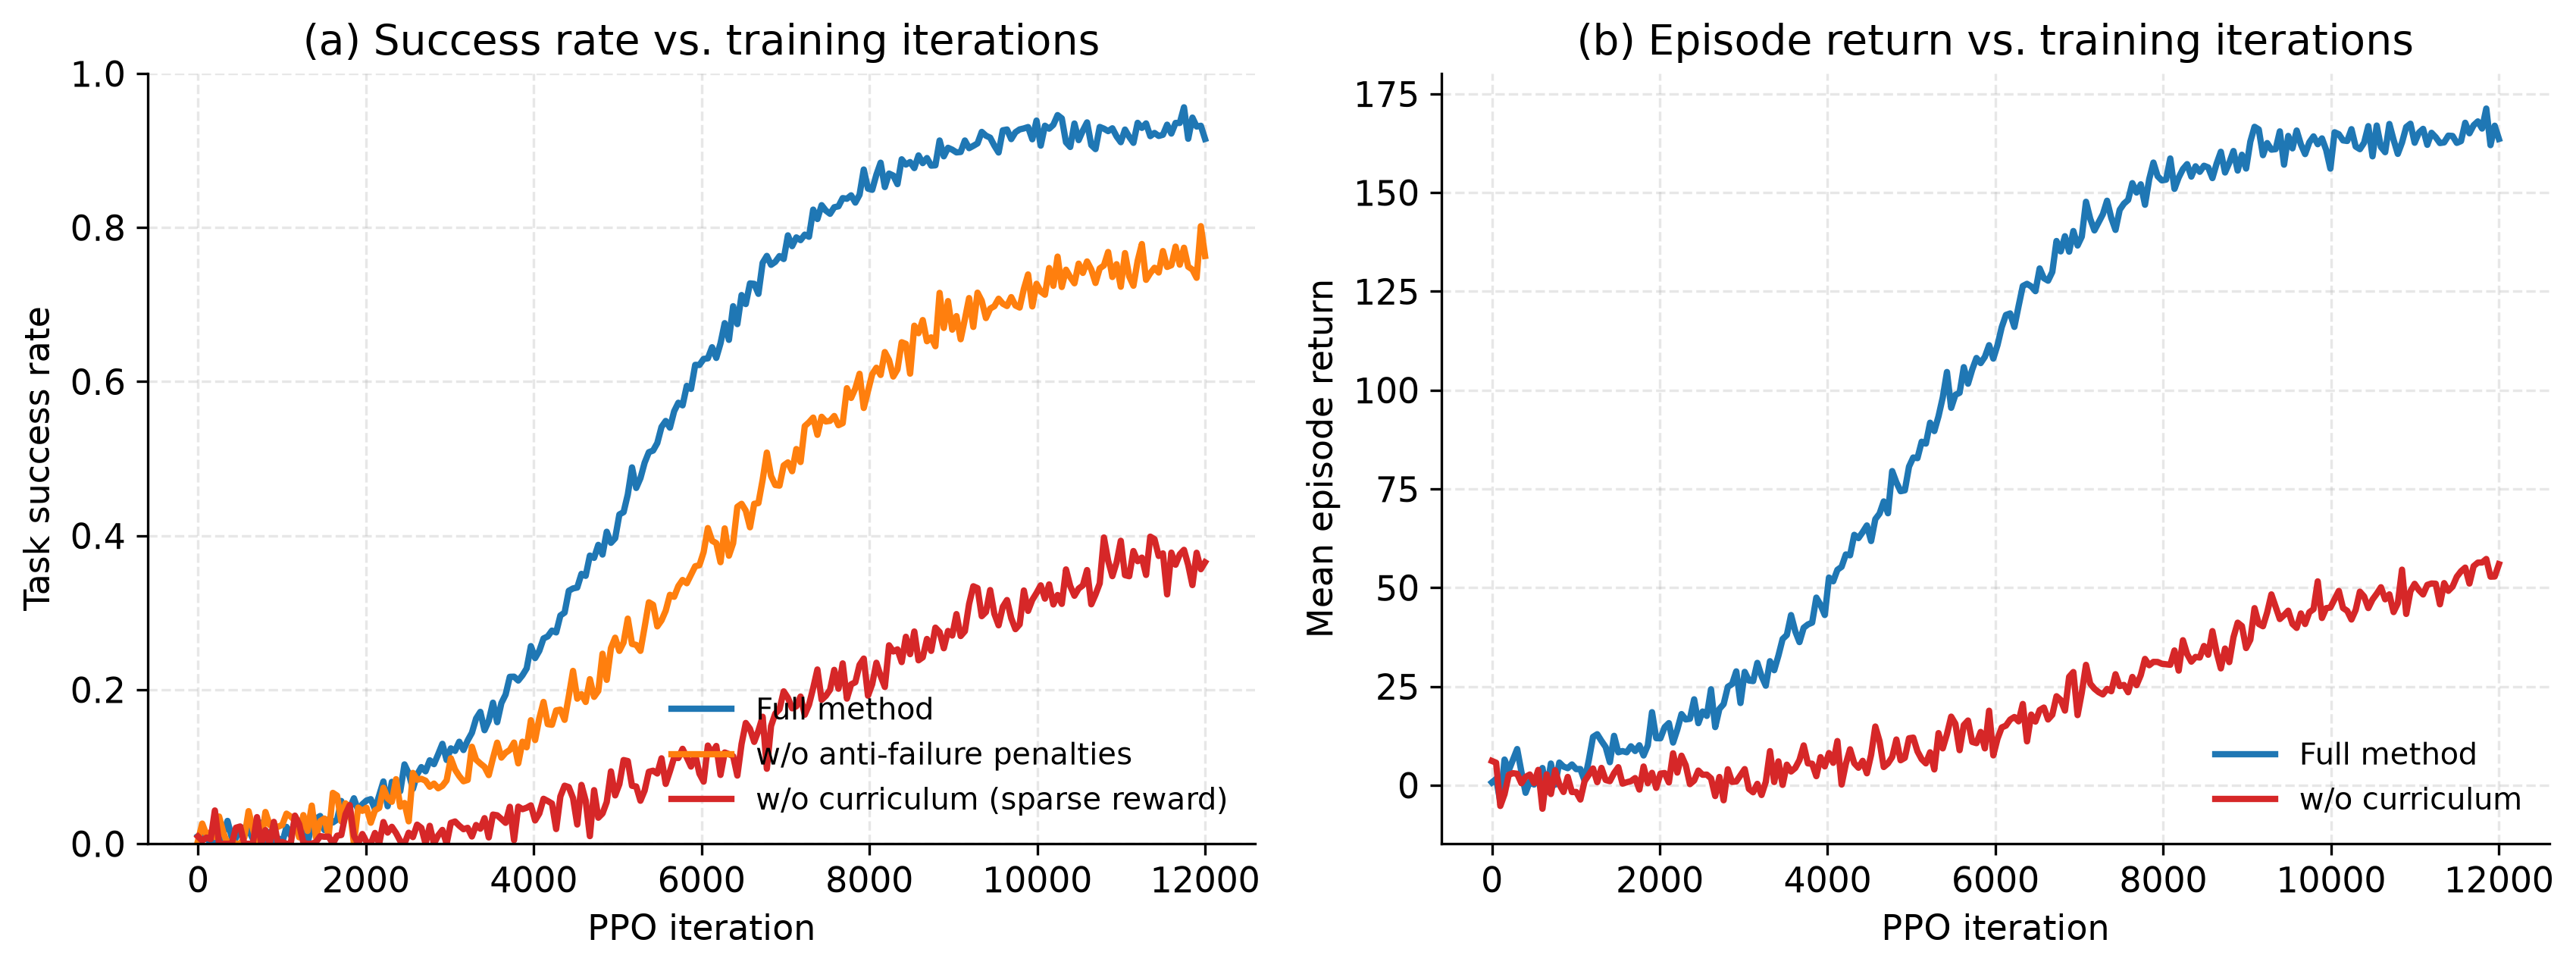 (a) Success rate vs. training iterations
1.0
0.8
0.6
0.4
0.2
0.0
Task success rate
Full method
w/o anti-failure penalties
w/o curriculum (sparse reward)
0 2000 4000 6000 8000 10000 12000
PPO iteration
(b) Episode return vs. training iterations
175
150
125
100
75
50
25
0
Mean episode return
Full method
w/o curriculum
0 2000 4000 6000 8000 10000 12000
PPO iteration